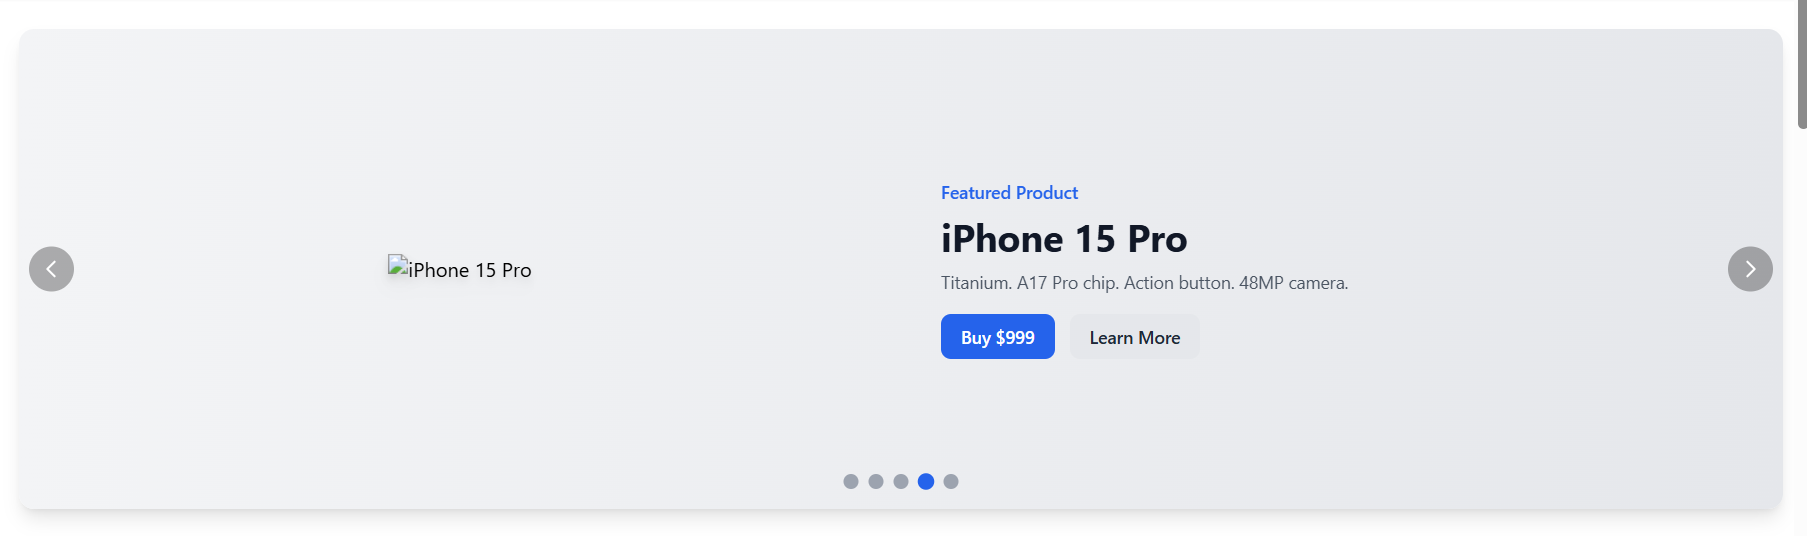 iPhone 15 Pro
Featured Product
iPhone 15 Pro
Titanium. A17 Pro chip. Action button. 48MP camera.
Buy $999
Learn More